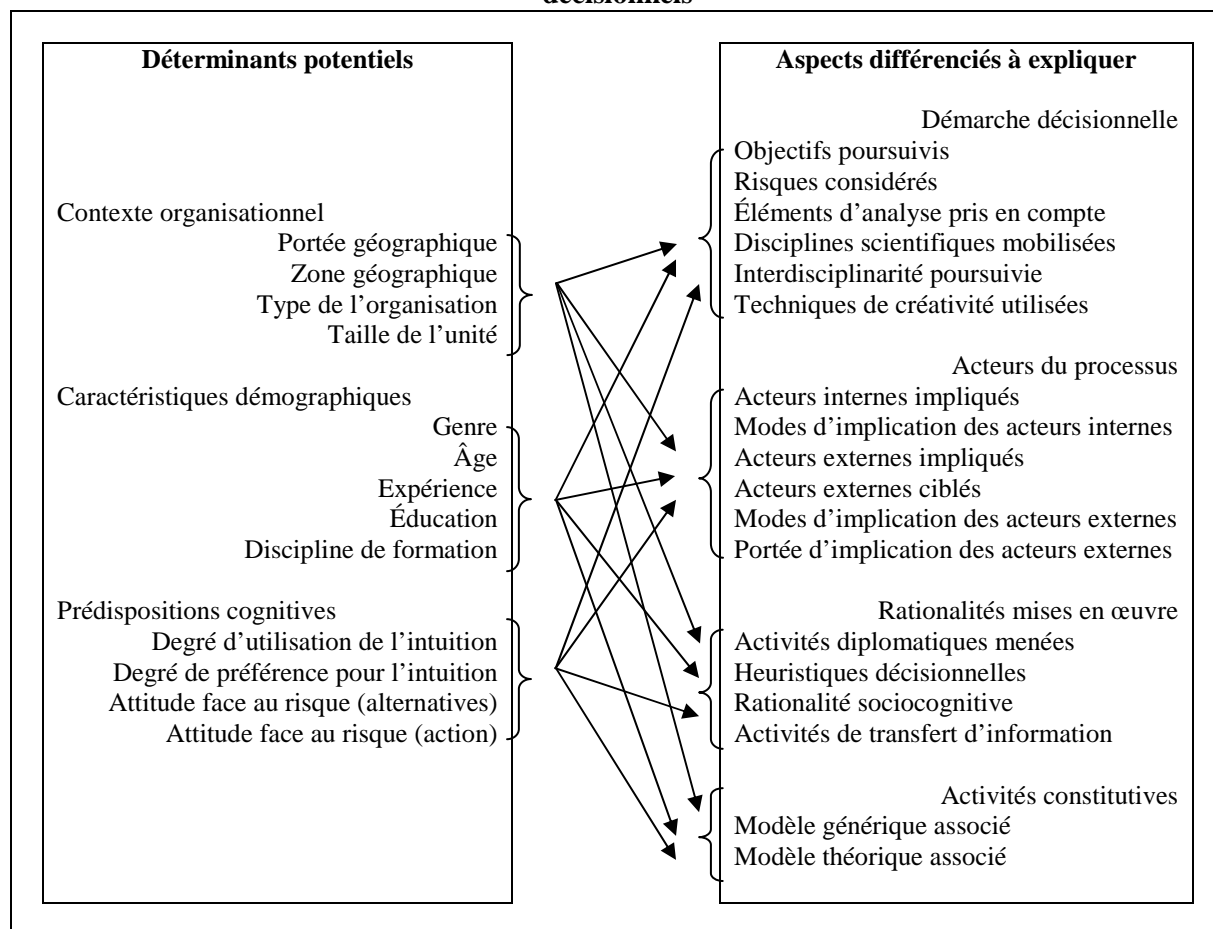 décisionnels
Déterminants potentiels
Contexte organisationnel
Portée géographique
Zone géographique
Type de l’organisation
Taille de l’unité
Caractéristiques démographiques
Genre
Âge
Expérience
Éducation
Discipline de formation
Prédispositions cognitives
Degré d’utilisation de l’intuition
Degré de préférence pour l’intuition
Attitude face au risque (alternatives)
Attitude face au risque (action)
Aspects différenciés à expliquer
Démarche décisionnelle
Objectifs poursuivis
Risques considérés
Éléments d’analyse pris en compte
Disciplines scientifiques mobilisées
Interdisciplinarité poursuivie
Techniques de créativité utilisées
Acteurs du processus
Acteurs internes impliqués
Modes d’implication des acteurs internes
Acteurs externes impliqués
Acteurs externes ciblés
Modes d’implication des acteurs externes
Portée d’implication des acteurs externes
Rationalités mises en œuvre
Activités diplomatiques menées
Heuristiques décisionnelles
Rationalité sociocognitive
Activités de transfert d’information
Activités constitutives
Modèle générique associé
Modèle théorique associé